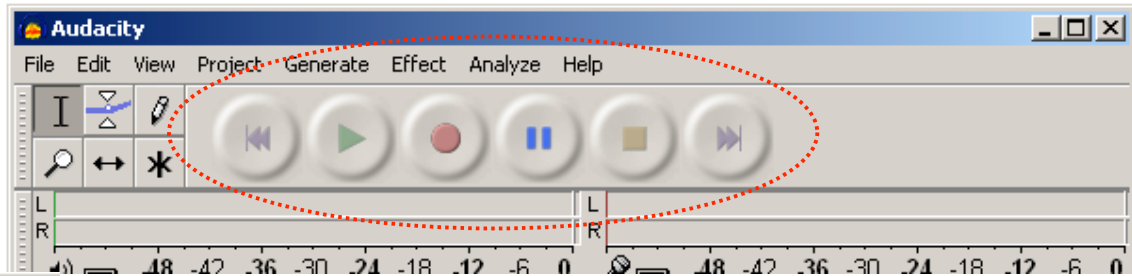 Audacity
File Edit View Project Generate Effect Analyze Help
L L
R R
-48 -42 -36 -30 -24 -18 -12 -6 0 -48 -42 -36 -30 -24 -18 -12 -6 0